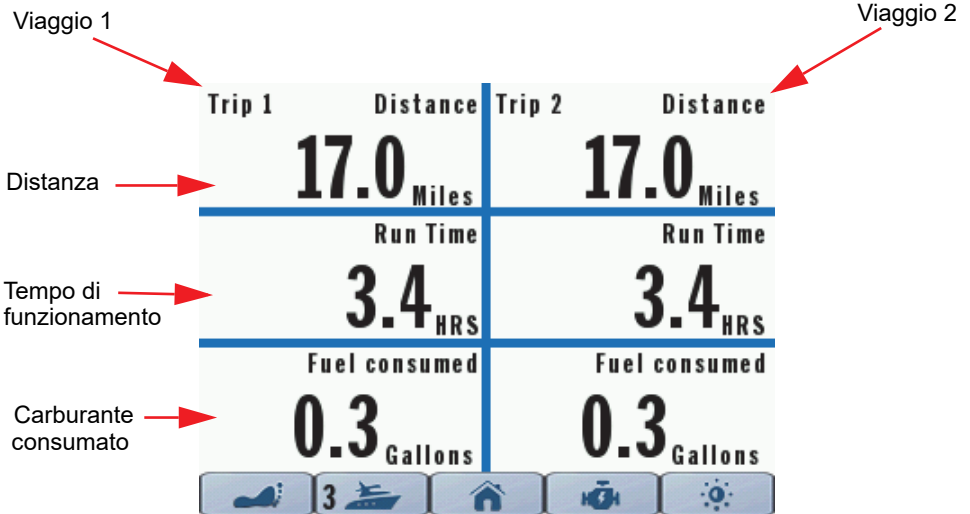 Viaggio 1
Viaggio 2
Trip 1 Distance
Trip 2 Distance
17.0 Miles
17.0 Miles
Distanza
Run Time
Run Time
3.4 HRS
3.4 HRS
Tempo di
funzionamento
Fuel consumed
Fuel consumed
0.3 Gallons
0.3 Gallons
Carburante
consumato
3